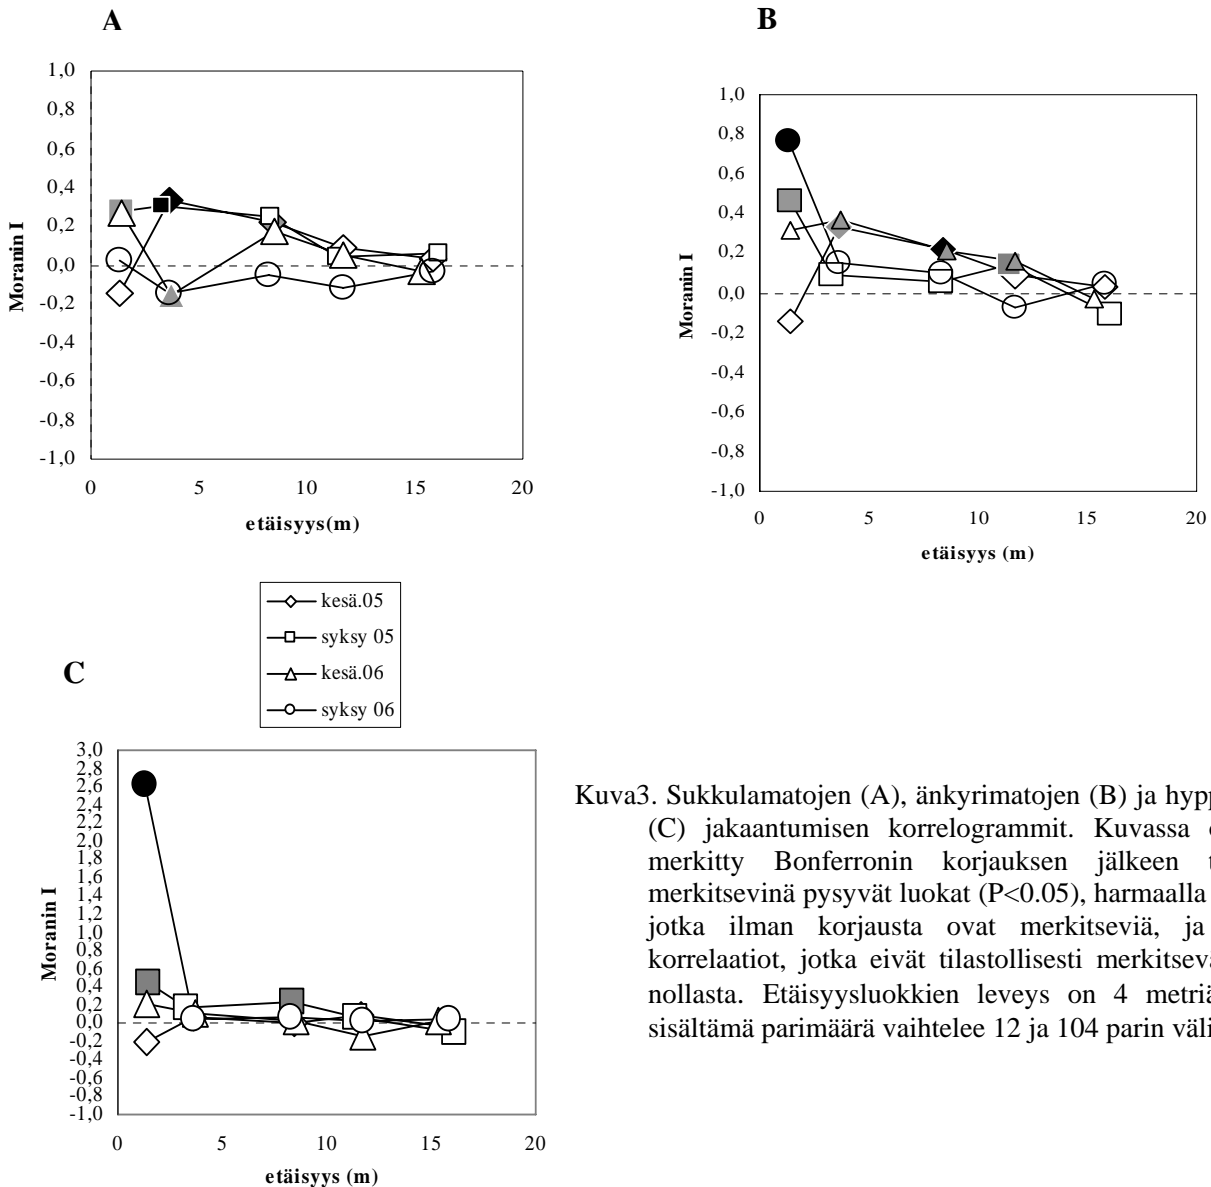 A
1,0
0,8
0,6
0,4
0,2
0,0
-0,2
-0,4
-0,6
-0,8
-1,0
Moranin I
0 5 10 15 20
etäisyys(m)
B
1,0
0,8
0,6
0,4
0,2
0,0
-0,2
-0,4
-0,6
-0,8
-1,0
Moranin I
0 5 10 15 20
etäisyys (m)
kesä.05
syksy 05
kesä.06
syksy 06
C
3,0
2,8
2,6
2,4
2,2
2,0
1,8
1,6
1,4
1,2
1,0
0,8
0,6
0,4
0,2
0,0
-0,2
-0,4
-0,6
-0,8
-1,0
Moranin I
0 5 10 15 20
etäisyys (m)
Kuva3. Sukkulamatojen (A), änkyrimatojen (B) ja hypp
(C) jakaantumisen korrelogrammit. Kuvassa
merkitty Bonferronin korjauksen jälkeen t
merkitsevinä pysyvät luokat (P<0.05), harmaalla
jotka ilman korjausta ovat merkitseviä, ja
korrelaatiot, jotka eivät tilastollisesti merkitsevä
nollasta. Etäisyysluokkien leveys on 4 metriä
sisältämä parimäärä vaihtelee 12 ja 104 parin väli